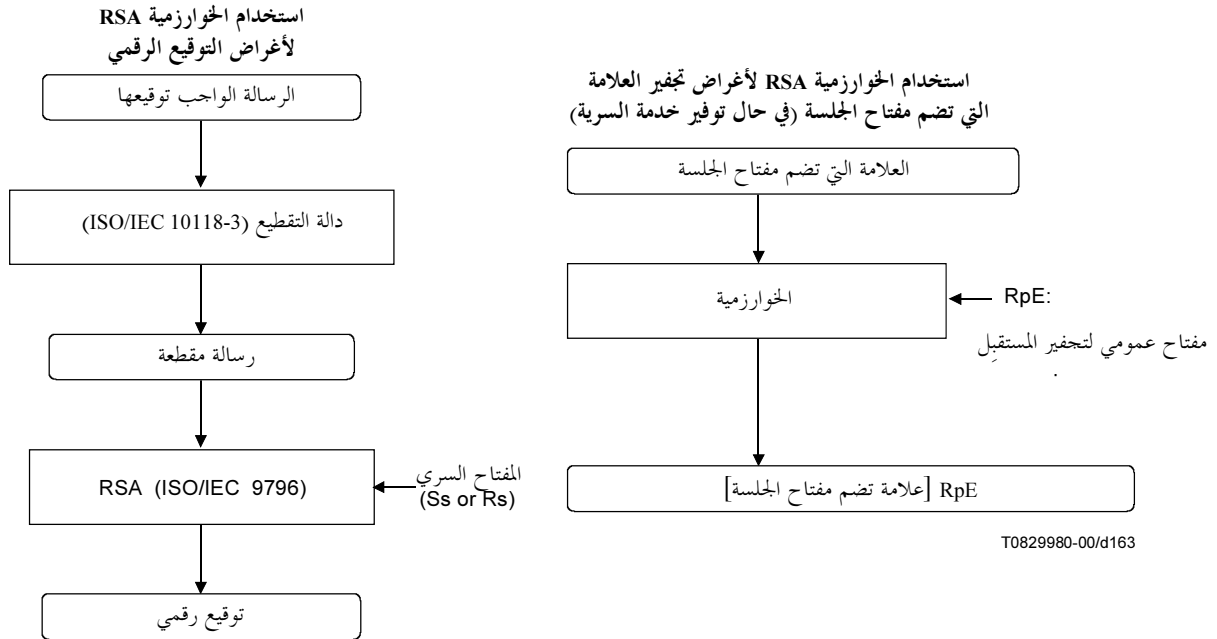 استخدام الخوارزمية RSA
لأغراض التوقيع الرقمي
الرسالة الواجب توقيعها
دالة التقطيع (ISO/IEC 10118-3)
رسالة مقطعة
RSA (ISO/IEC 9796)
المفتاح السري
(Ss or Rs)
توقيع رقمي
استخدام الخوارزمية RSA لأغراض تجفير العلامة
التي تضم مفتاح الجلسة (في حال توفير خدمة السرية)
العلامة التي تضم مفتاح الجلسة
الخوارزمية
RpE:
مفتاح عمومي لتجفير المستقبِل
RpE [علامة تضم مفتاح الجلسة]
T0829980-00/d163